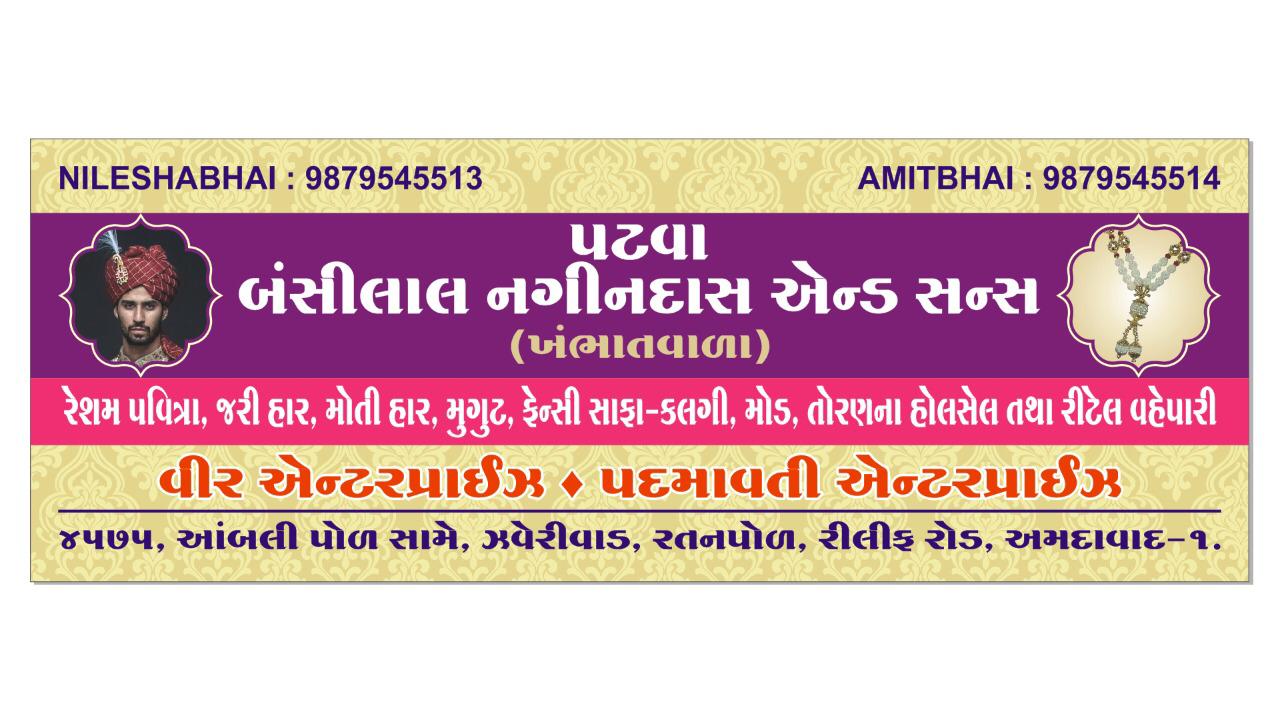 NILESHABHAI : 9879545513 AMITBHAI : 9879545514
પટવા
બંસીલાલ નગીનદાસ એન્ડ સન્સ
(ખંભાતવાળા)
રેશમ પવિત્રા, જરી હાર, મોતી હાર, મુગુટ, ફેન્સી સાફા-કલગી, મોડ, તોરણના હોલસેલ તથા રીટેલ વહેપારી
વીર એન્ટરપ્રાઈઝ ♦ પદમાવતી એન્ટરપ્રાઈઝ
૪૫૭૫, આંબલી પોળ સામે, ઝવેરીવાડ, રતનપોળ, રીલીફ રોડ, અમદાવાદ-૧.